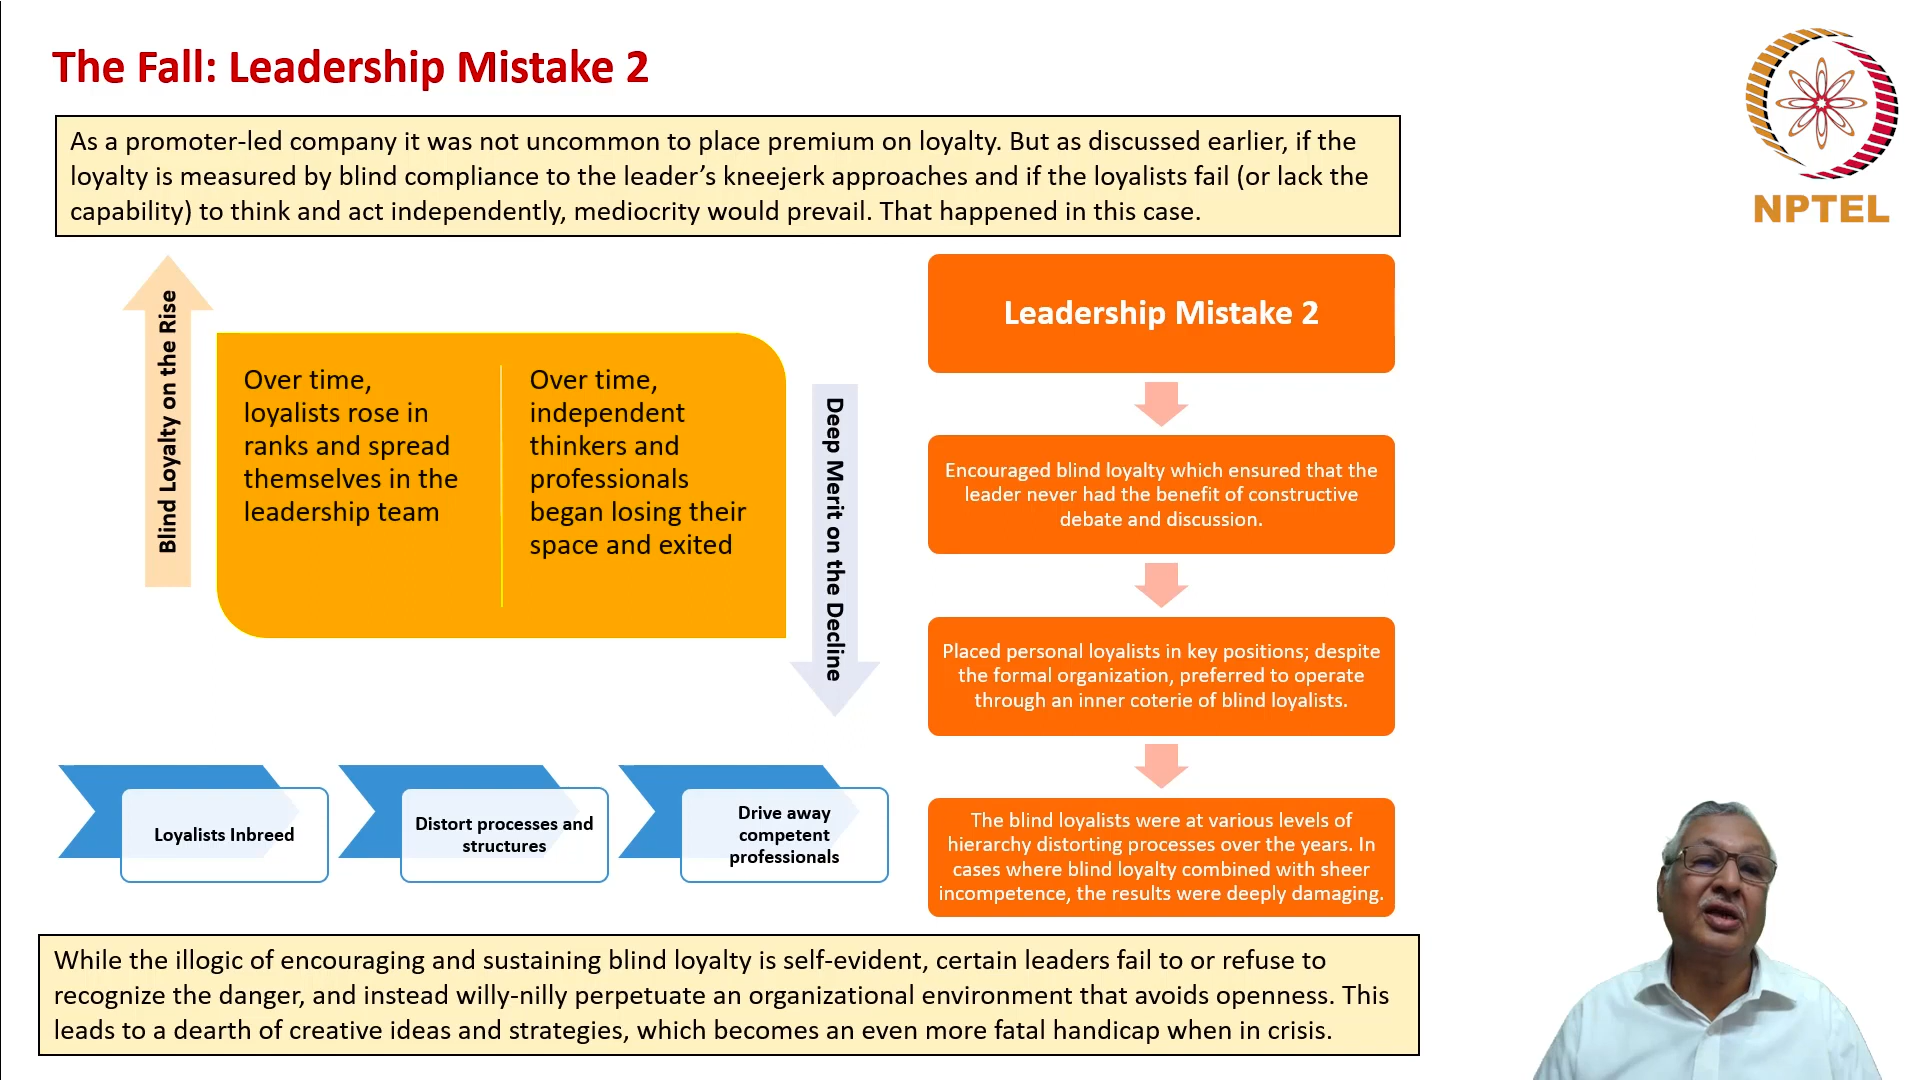 The Fall: Leadership Mistake 2
NPTEL
As a promoter-led company it was not uncommon to place premium on loyalty. But as discussed earlier, if the
loyalty is measured by blind compliance to the leader’s kneejerk approaches and if the loyalists fail (or lack the
capability) to think and act independently, mediocrity would prevail. That happened in this case.
Blind Loyalty on the Rise
Over time,
loyalists rose in
ranks and spread
themselves in the
leadership team
Over time,
independent
thinkers and
professionals
began losing their
space and exited
Deep Merit on the Decline
Loyalists Inbreed
Distort processes and
structures
Drive away
competent
professionals
Leadership Mistake 2
Encouraged blind loyalty which ensured that the
leader never had the benefit of constructive
debate and discussion.
Placed personal loyalists in key positions; despite
the formal organization, preferred to operate
through an inner coterie of blind loyalists.
The blind loyalists were at various levels of
hierarchy distorting processes over the years. In
cases where blind loyalty combined with sheer
incompetence, the results were deeply damaging.
While the illogic of encouraging and sustaining blind loyalty is self-evident, certain leaders fail to or refuse to
recognize the danger, and instead willy-nilly perpetuate an organizational environment that avoids openness. This
leads to a dearth of creative ideas and strategies, which becomes an even more fatal handicap when in crisis.